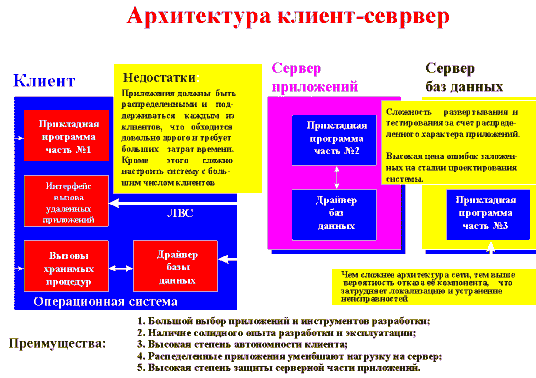 Архитектура клиент-севрвер
Клиент
Недостатки:
Приложения должны быть
распределенными и под-
держиваться каждым из
клиентов, что обходится
довольно дорого и требует
больших затрат времени.
Кроме этого сложно
настроить систему с боль-
шим числом клиентов
Прикладная
программа
часть №1
Интерфейс
вызова
удаленных
приложений
ЛВС
Вызовы
хранимых
процедур
Драйвер
базы
данных
Операционная система
Сервер
приложений
Прикладная
программа
часть №2
Драйвер
баз
данных
Сервер
баз данных
Сложность развертывания и
тестирования за счет распреде-
ленного характера приложений.
Высокая цена ошибок заложен-
ных на стадии проектирования
системы.
Прикладная
программа
часть №3
Чем сложнее архитектура сети, тем выше
вероятность отказа её компонента, что
затрудняет локализацию и устранение
неисправностей
Преимущества:
1. Большой выбор приложений и инструментов разработки;
2. Наличие солидного опыта разработки и эксплуатации;
3. Высокая степень автономности клиента;
4. Распеделенные приложения уменбшают нагрузку на сервер;
5. Высокая степень защиты серверной части приложений.